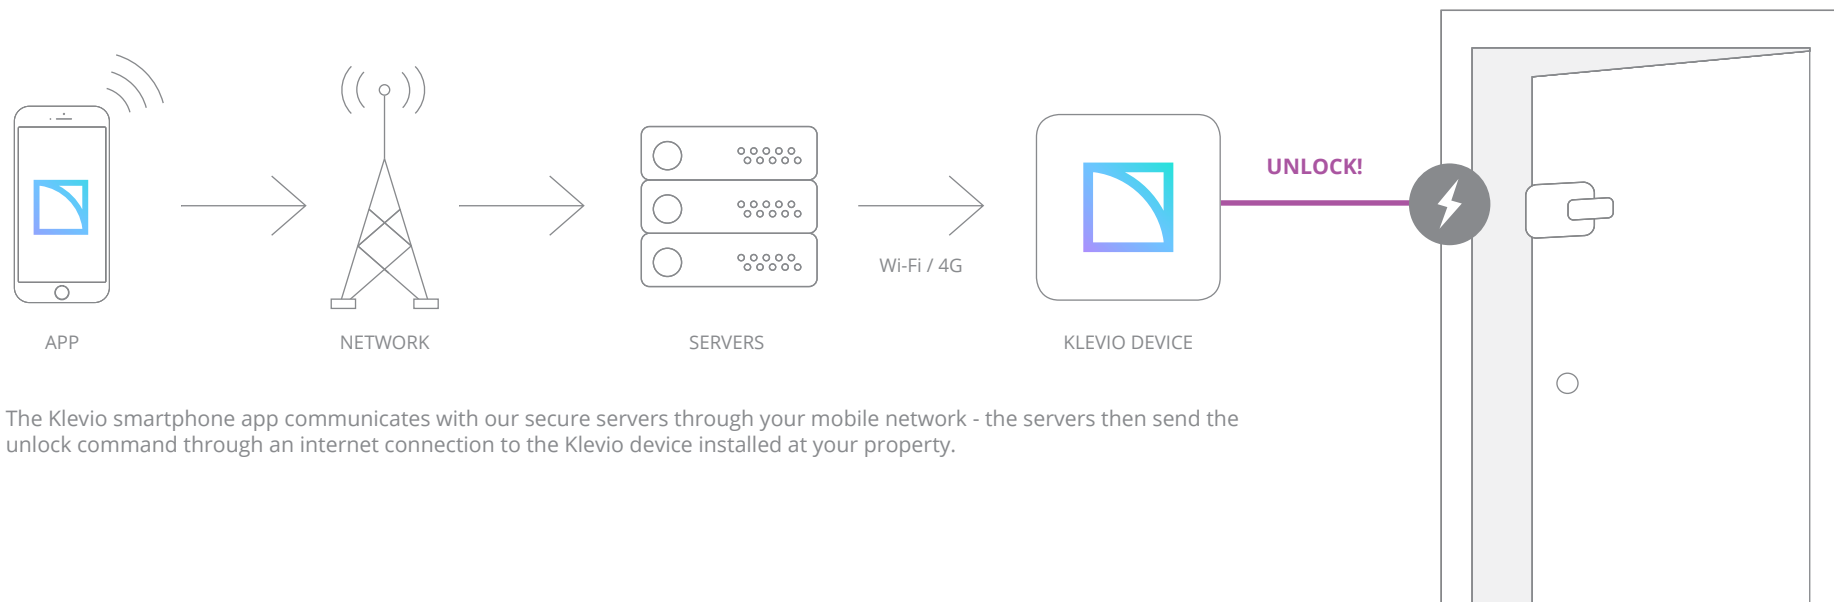 UNLOCK!
Wi-Fi / 4G
APP
NETWORK
SERVERS
KLEVIO DEVICE
The Klevio smartphone app communicates with our secure servers through your mobile network - the servers then send the
unlock command through an internet connection to the Klevio device installed at your property.